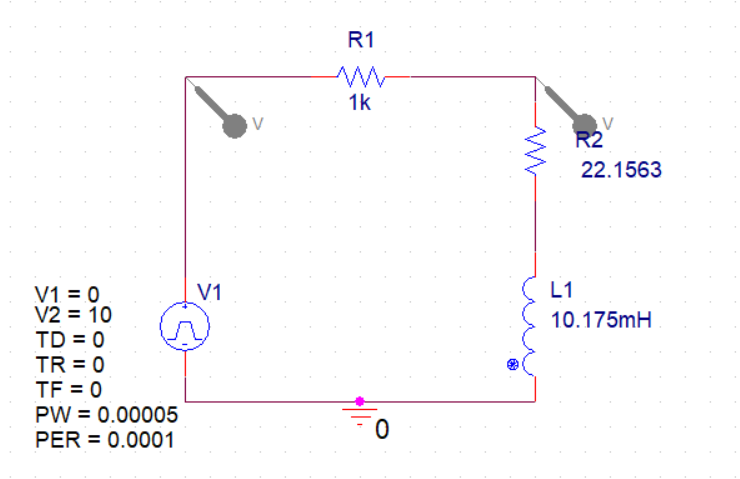 R1
1k
V
V
R2
22.1563
V1
L1
10.175mH
V1 = 0
V2 = 10
TD = 0
TR = 0
TF = 0
PW = 0.00005
PER = 0.0001
0